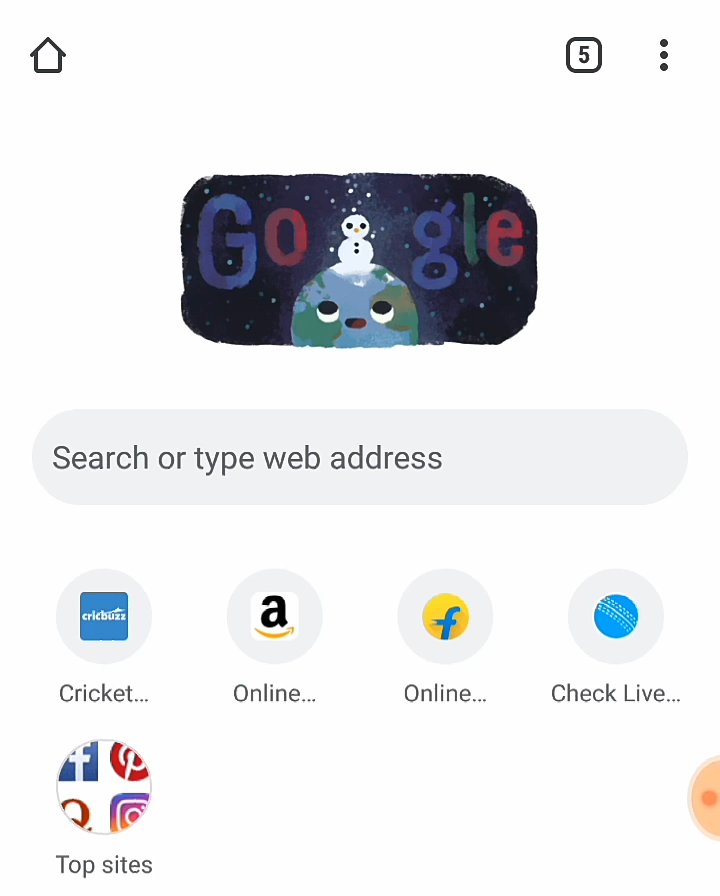 5
Google
Search or type web address
cricbuzz
a
f
Cricket...
Online...
Online...
Check Live...
f
Top sites